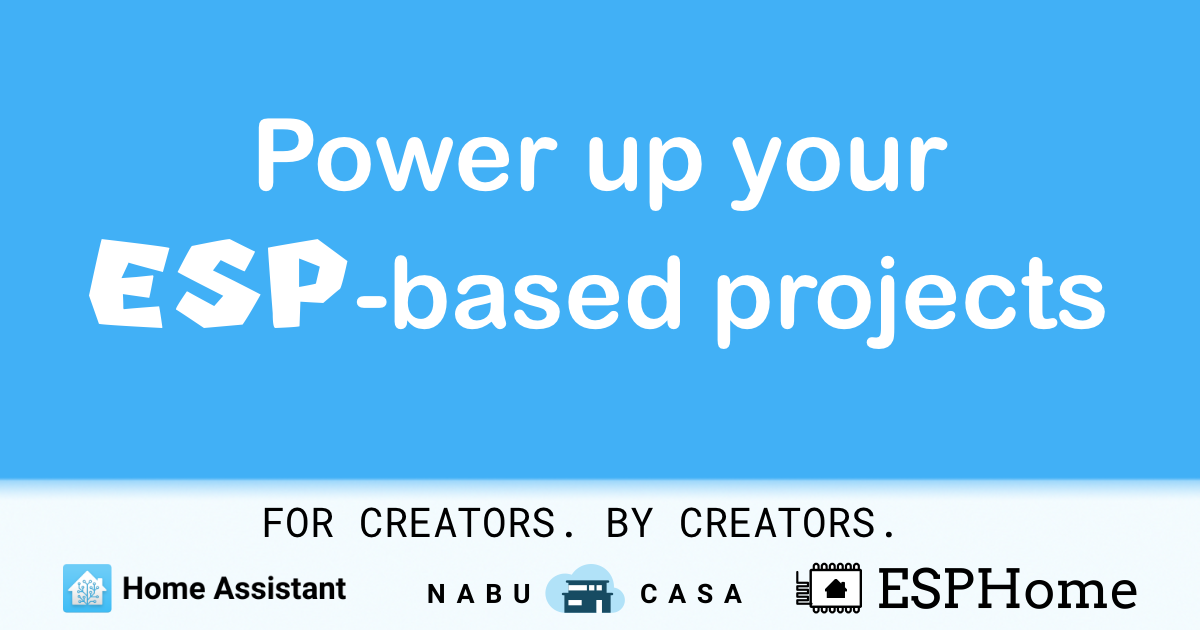 Power up your
ESP-based projects
FOR CREATORS. BY CREATORS.
Home Assistant
NABU CASA
ESPHome